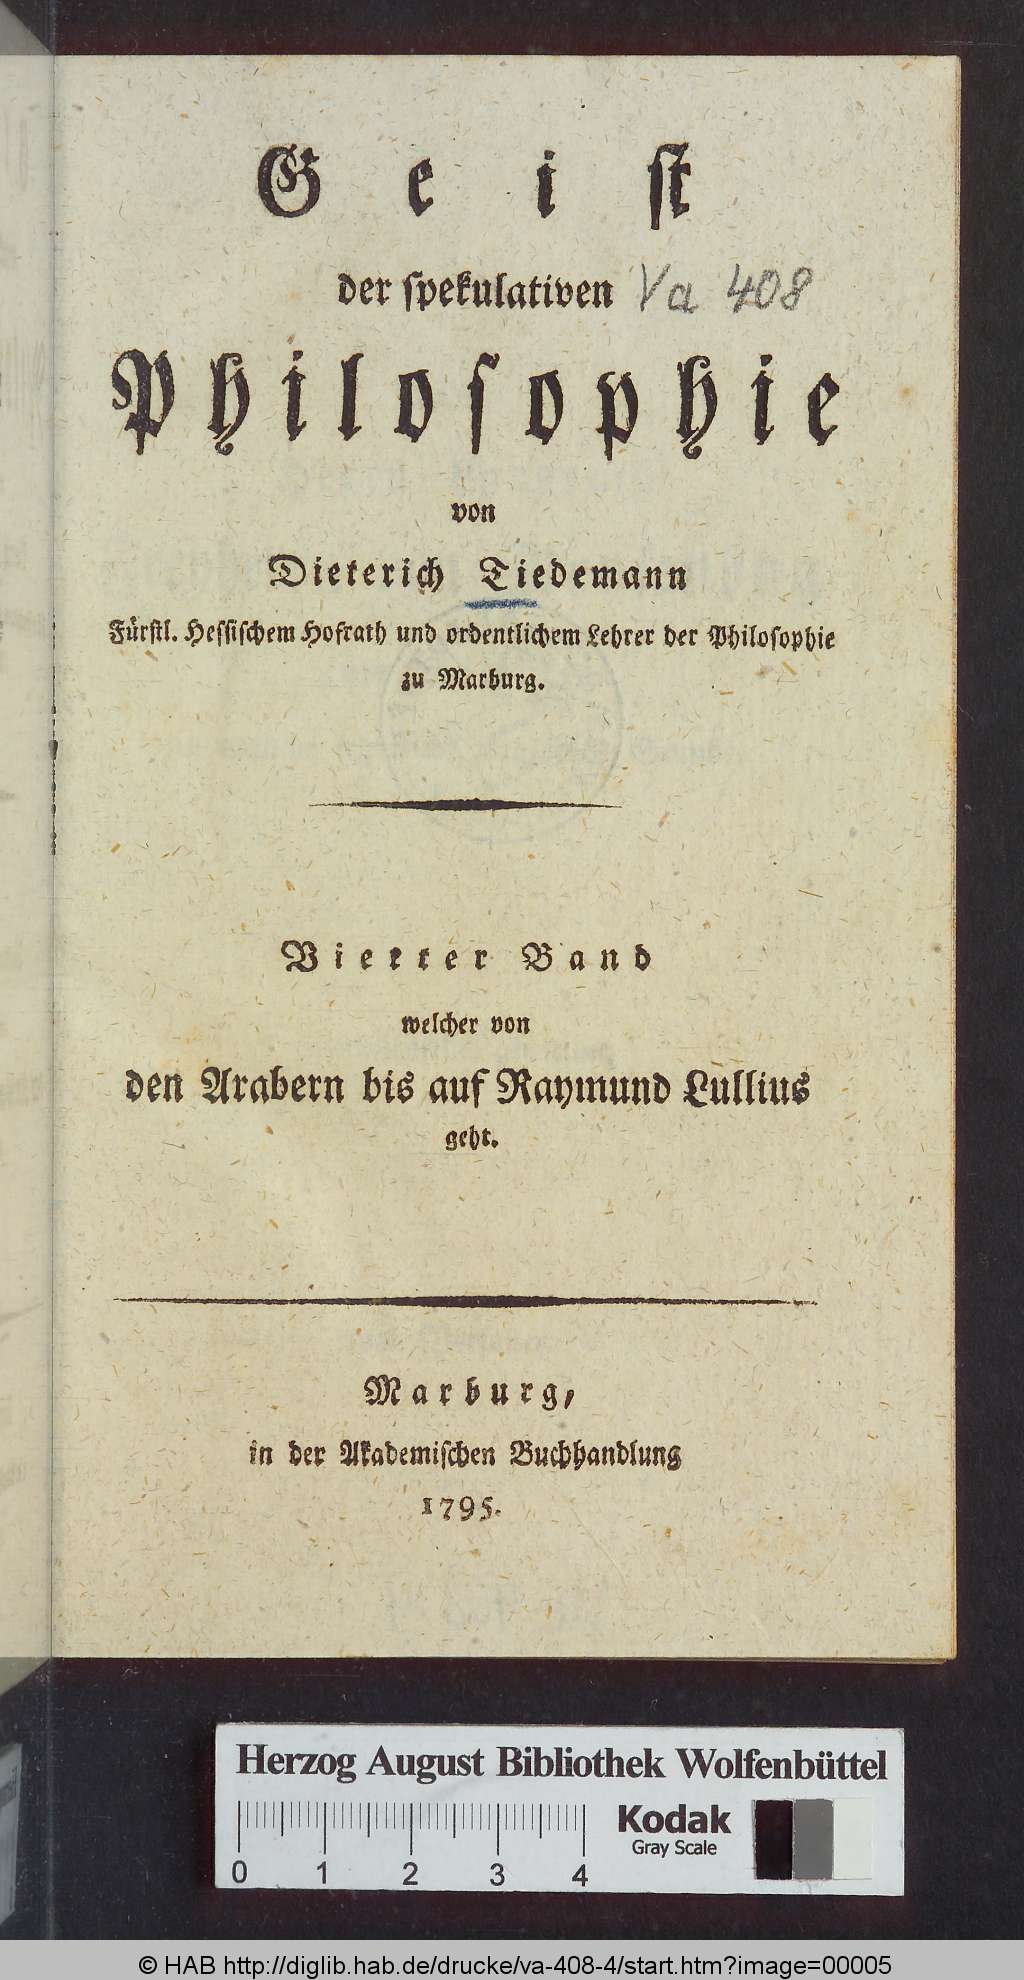 Geist
der spekulativen Va 408
Philosophie
von
Dieterich Tiedemann
Fürstl. Hessischem Hofrath und ordentlichem Lehrer der Philosophie
zu Marburg.
Vierter Band
welcher von
den Arabern bis auf Raymund Lullius
geht.
Marburg,
in der Akademischen Buchhandlung
1795.
Herzog August Bibliothek Wolfenbüttel
0 1 2 3 4
Kodak
Gray Scale
© HAB http://diglib.hab.de/drucke/va-408-4/start.htm?image=00005